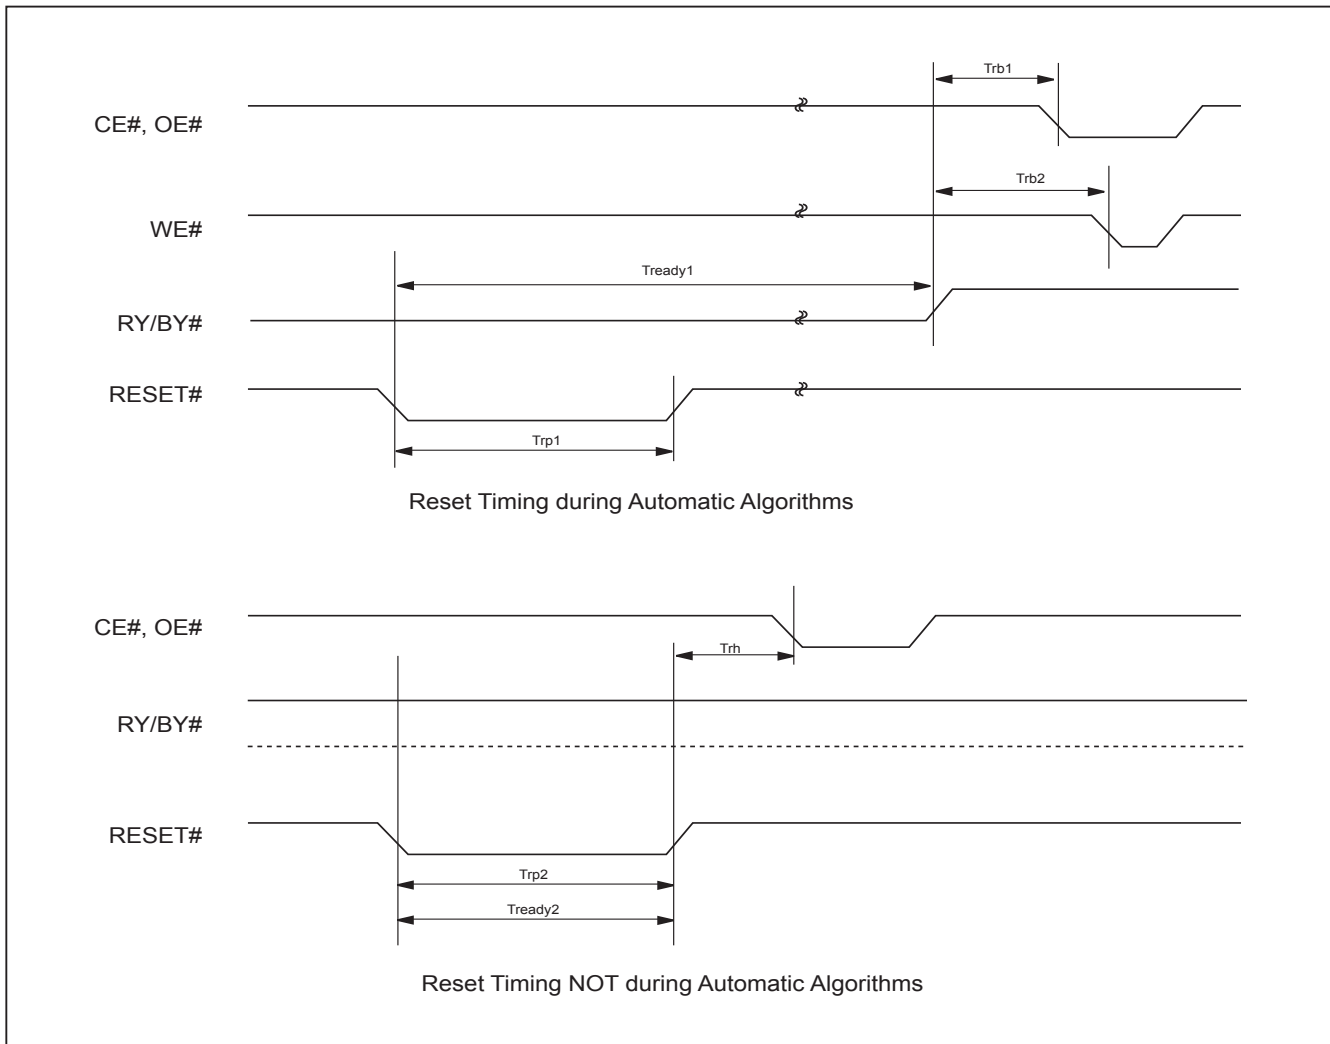 Trb1
CE#, OE#
Trb2
WE#
Tready1
RY/BY#
RESET#
Trp1
Reset Timing during Automatic Algorithms
CE#, OE#
Trh
RY/BY#
RESET#
Trp2
Tready2
Reset Timing NOT during Automatic Algorithms